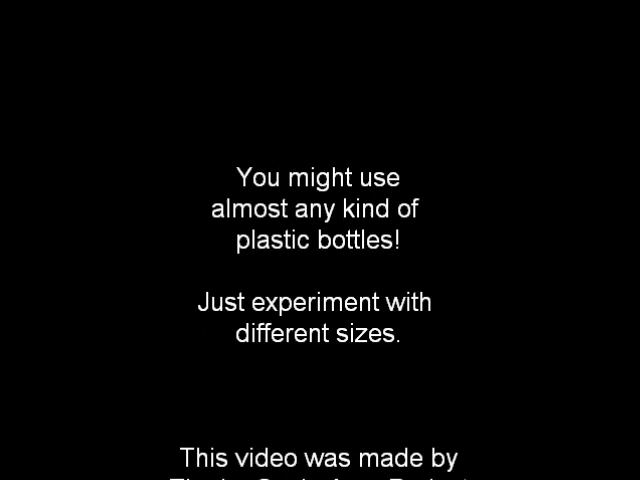 You might use
almost any kind of
plastic bottles!
Just experiment with
different sizes.
This video was made by